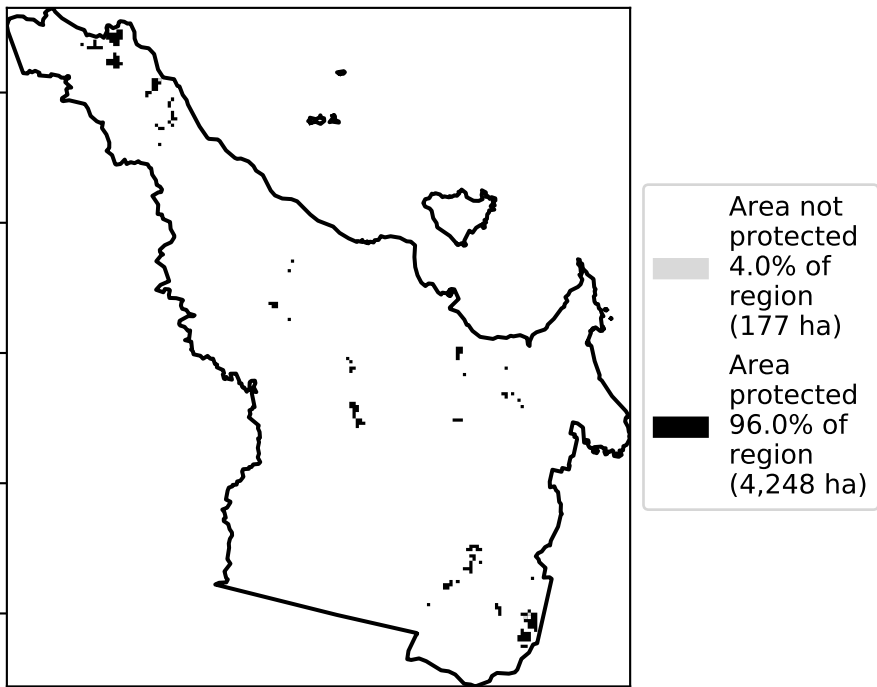 Area not
protected
4.0% of
region
(177 ha)
Area
protected
96.0% of
region
(4,248 ha)